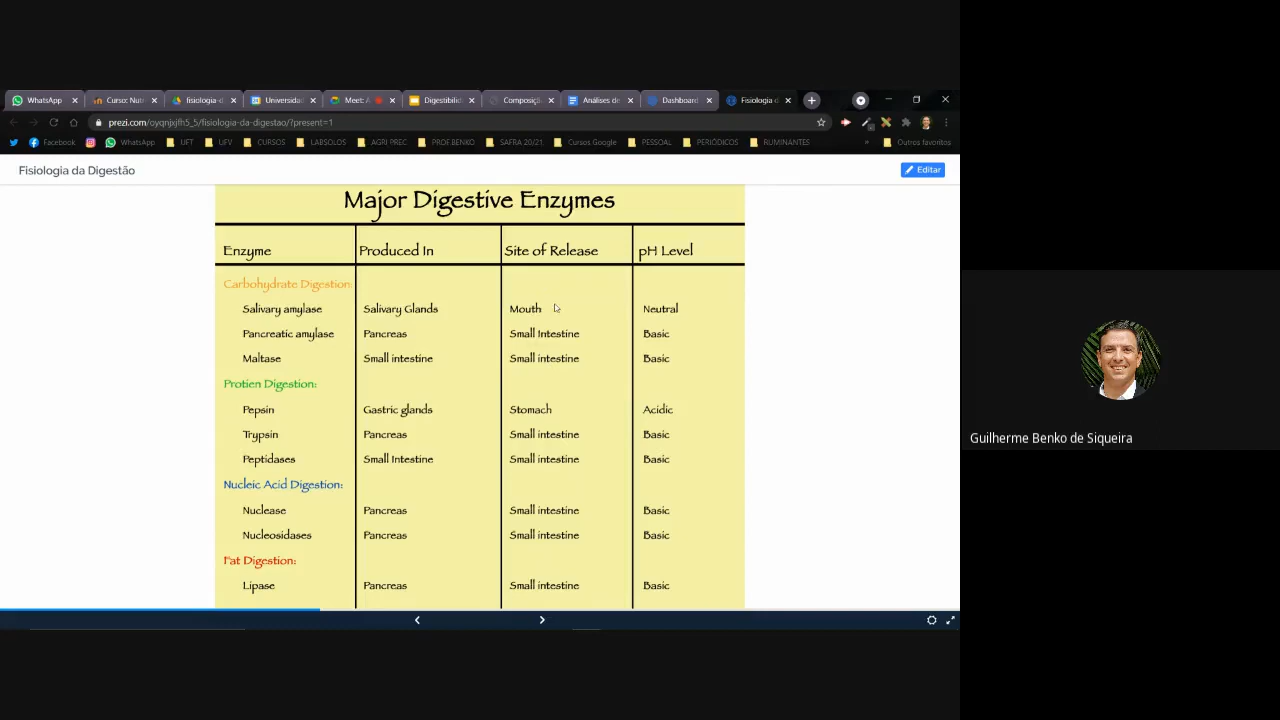 WhatsApp
Curso: Nutr
fisiologia-d
Universidad
Meet: A
Digestibilid
Composiçã
Análises de
Dashboard
Fisiologia d
prezi.com/oyqnjxjfh5_5/fisiologia-da-digestao/?present=1
Facebook WhatsApp UFT UFV CURSOS LABSOLOS AGRI PREC PROF.BENKO SAFRA 20/21 Cursos Google PESSOAL PERIÓDICOS RUMINANTES » Outros favoritos
Fisiologia da Digestão
Editar
Major Digestive Enzymes
Enzyme Produced In Site of Release pH Level
Carbohydrate Digestion:
Salivary amylase Salivary Glands Mouth Neutral
Pancreatic amylase Pancreas Small Intestine Basic
Maltase Small intestine Small intestine Basic
Protien Digestion:
Pepsin Gastric glands Stomach Acidic
Trypsin Pancreas Small intestine Basic
Peptidases Small Intestine Small intestine Basic
Nucleic Acid Digestion:
Nuclease Pancreas Small intestine Basic
Nucleosidases Pancreas Small intestine Basic
Fat Digestion:
Lipase Pancreas Small intestine Basic
Guilherme Benko de Siqueira